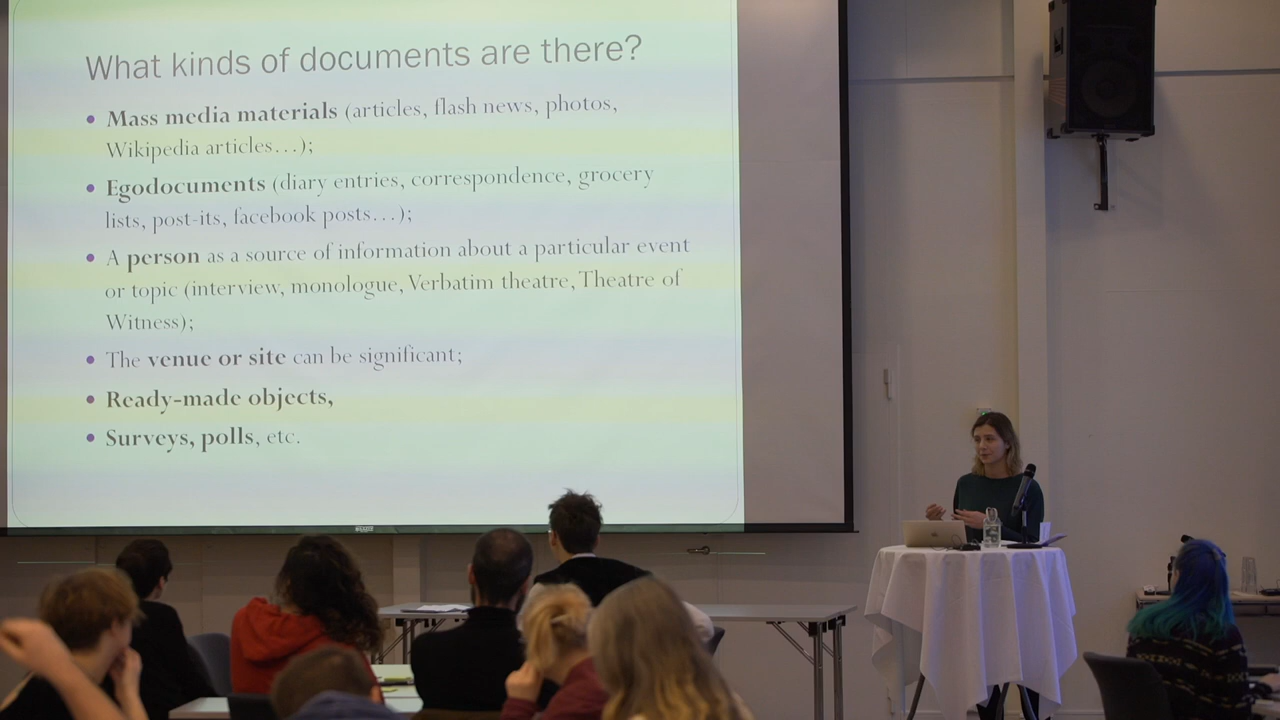 What kinds of documents are there?
• Mass media materials (articles, flash news, photos,
Wikipedia articles…);
• Egodocuments (diary entries, correspondence, grocery
lists, post-its, facebook posts…);
• A person as a source of information about a particular event
or topic (interview, monologue, Verbatim theatre, Theatre of
Witness);
• The venue or site can be significant;
• Ready-made objects,
• Surveys, polls, etc.